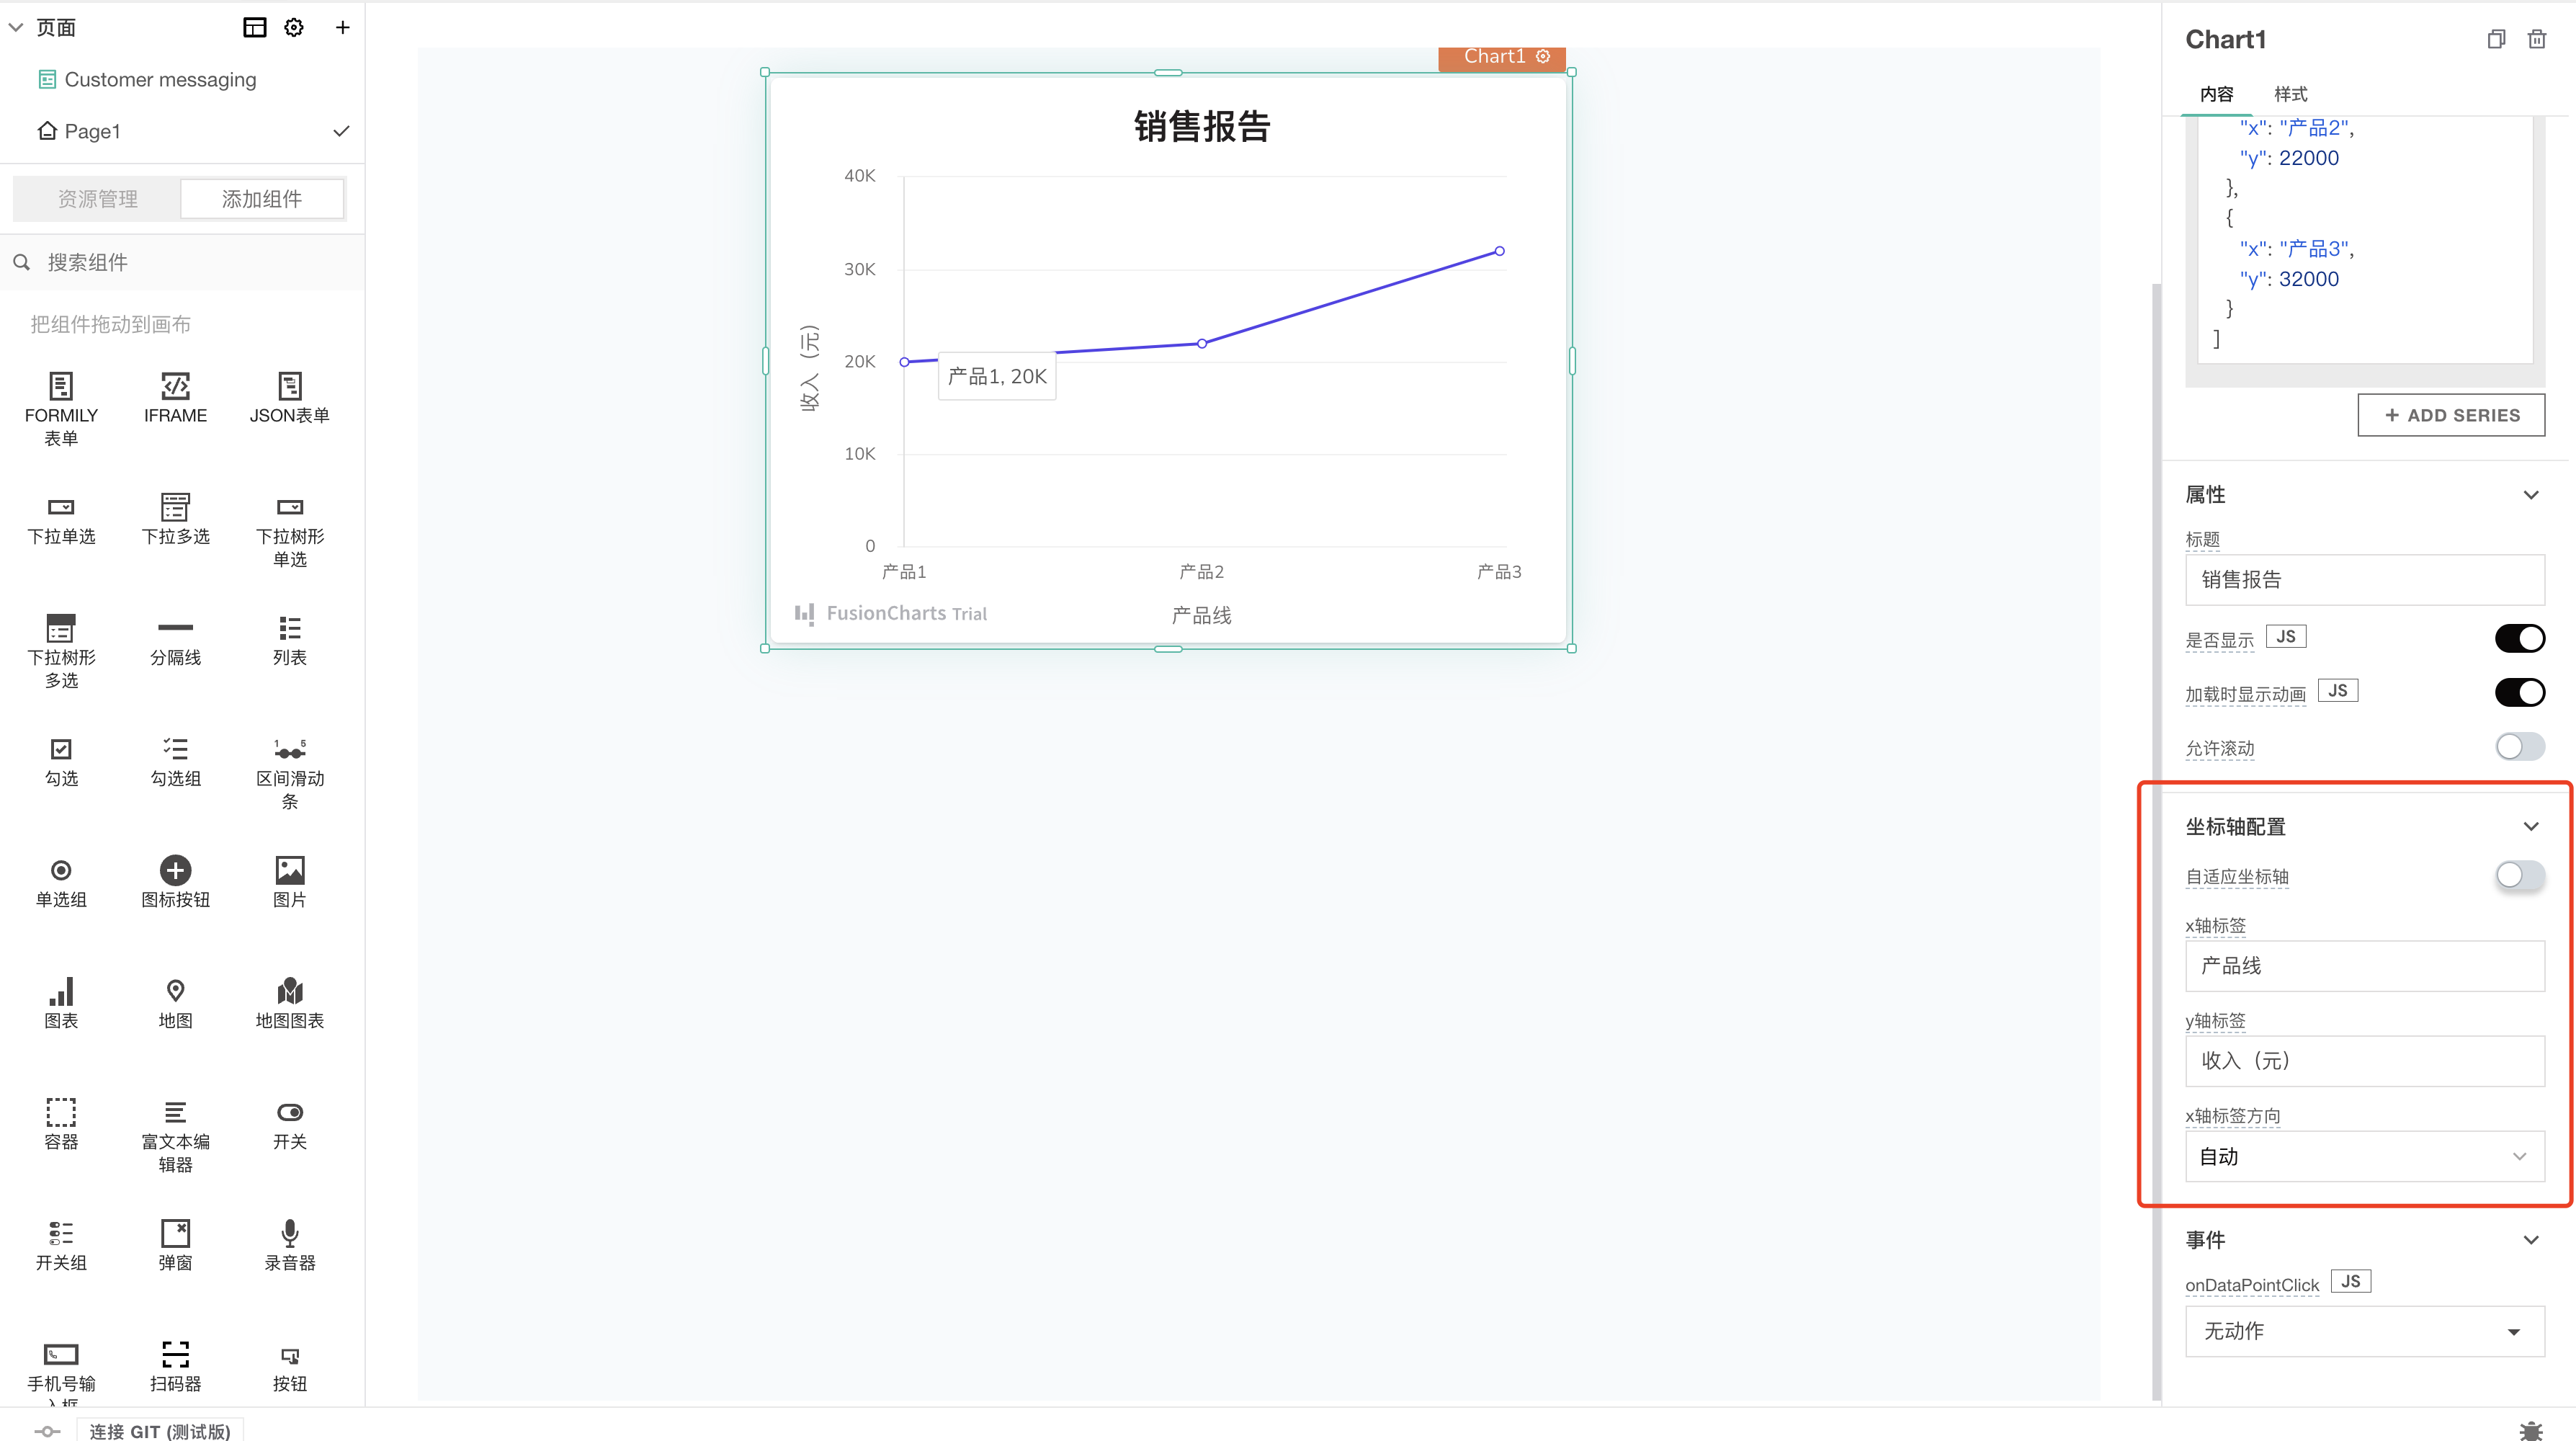 页面
Customer messaging
Page1
资源管理
添加组件
搜索组件
把组件拖动到画布
FORMILY
表单
IFRAME
JSON表单
下拉单选
下拉多选
下拉树形
单选
下拉树形
多选
分隔线
列表
勾选
勾选组
1 5
区间滑动
条
单选组
图标按钮
图片
图表
地图
地图图表
容器
富文本编
辑器
开关
开关组
弹窗
录音器
手机号输
入框
扫码器
按钮
连接 GIT (测试版)
Chart1
销售报告
40K
30K
20K
10K
0
收入（元）
产品1, 20K
产品1
产品2
产品3
产品线
FusionCharts Trial
Chart1
内容
样式
"x": "产品2",
"y": 22000
},
{
"x": "产品3",
"y": 32000
}
]
+ ADD SERIES
属性
标题
销售报告
是否显示 JS
加载时显示动画 JS
允许滚动
坐标轴配置
自适应坐标轴
x轴标签
产品线
y轴标签
收入（元）
x轴标签方向
自动
事件
onDataPointClick JS
无动作